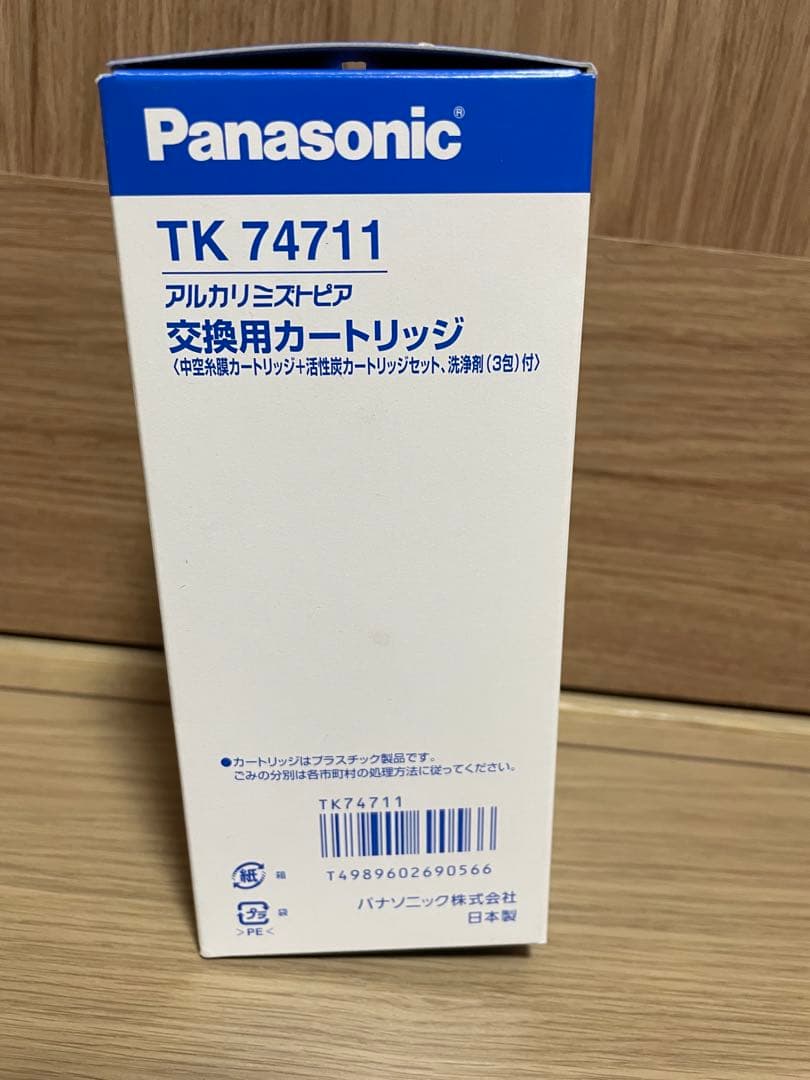 Panasonic®
TK 74711
アルカリミズトピア
交換用カートリッジ
〈中空糸膜カートリッジ+活性炭カートリッジセット、洗浄剤(3包)付〉
●カートリッジはプラスチック製品です。
ごみの分別は各市町村の処理方法に従ってください。
TK74711
T4989602690566
紙 箱
プラ 袋
>PE<
パナソニック株式会社
日本製